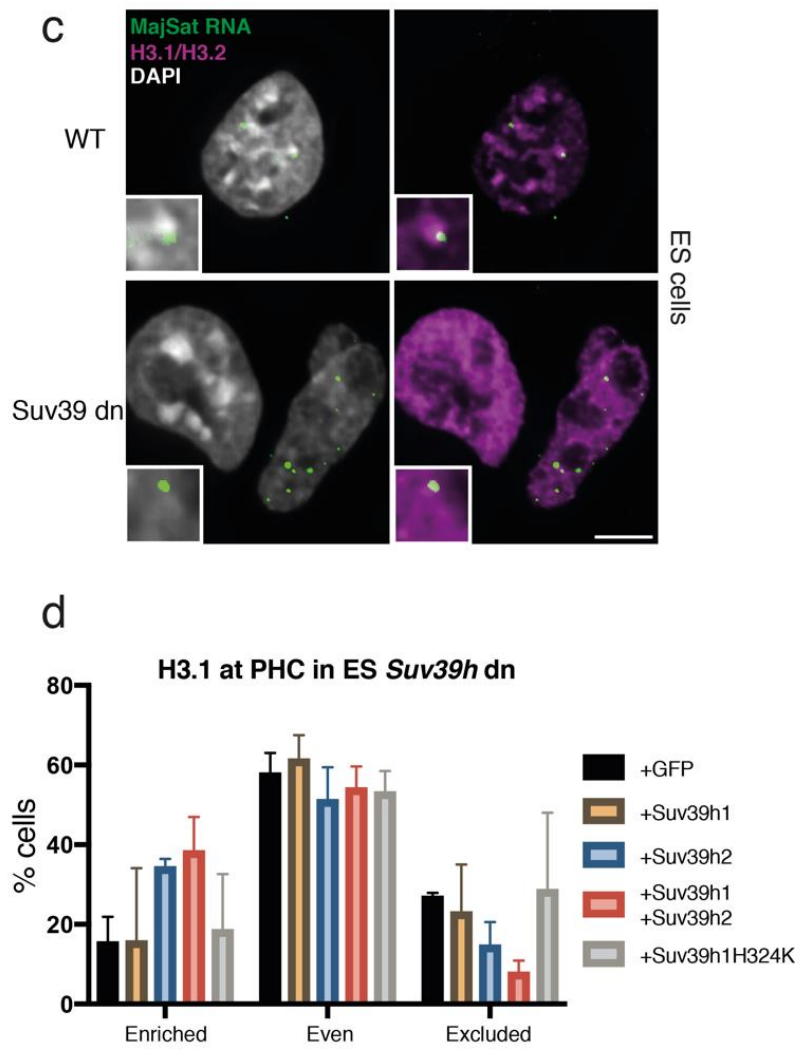 c
MajSat RNA
H3.1/H3.2
DAPI
WT
ES cells
Suv39 dn
d
H3.1 at PHC in ES Suv39h dn
80
60
40
20
0
% cells
Enriched
Even
Excluded
+GFP
+Suv39h1
+Suv39h2
+Suv39h1
+Suv39h2
+Suv39h1H324K